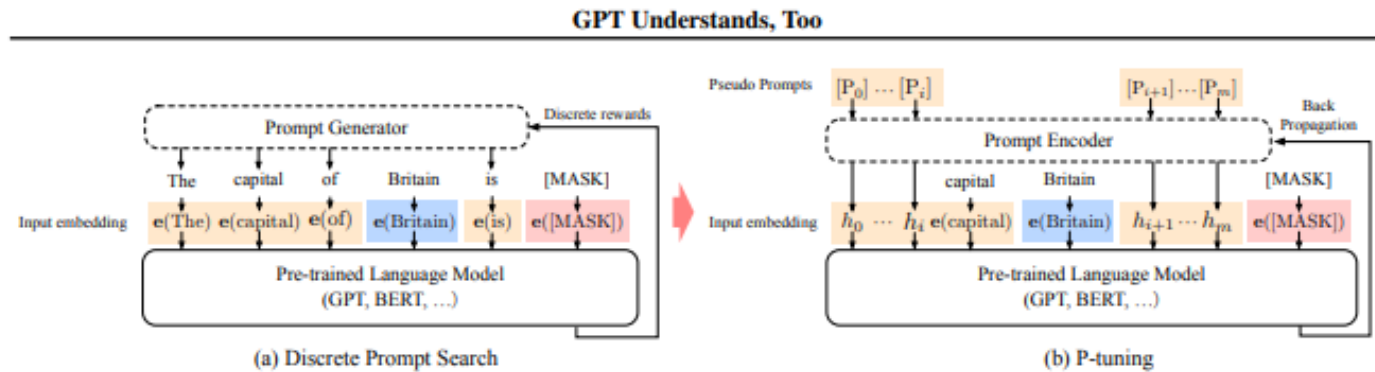 GPT Understands, Too
Prompt Generator
Discrete rewards
The capital of Britain is [MASK]
Input embedding e(The) e(capital) e(of) e(Britain) e(is) e([MASK])
Pre-trained Language Model
(GPT, BERT, …)
(a) Discrete Prompt Search
Pseudo Prompts [P0] … [Pi] [Pi+1] … [Pm]
Back
Propagation
Prompt Encoder
capital Britain [MASK]
Input embedding h0 … hi e(capital) e(Britain) hi+1 … hm e([MASK])
Pre-trained Language Model
(GPT, BERT, …)
(b) P-tuning